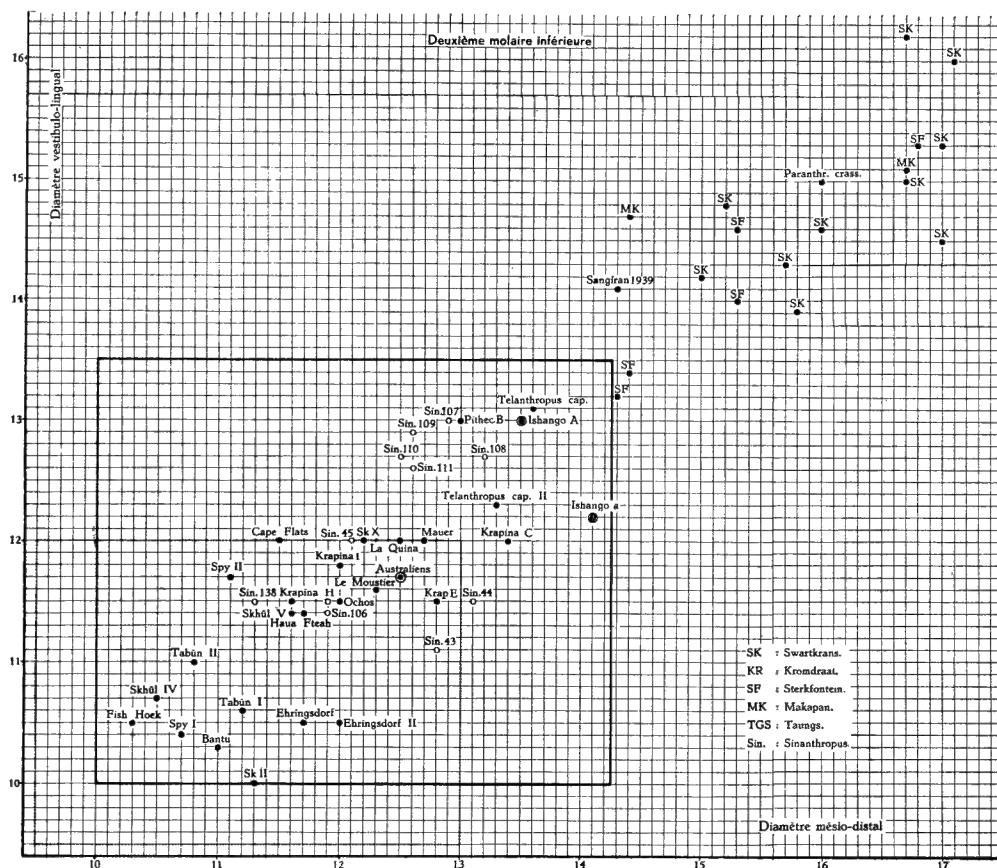 Deuxième molaire inférieure
Diamètre vestibulo-lingual
16
15
14
13
12
11
10
SK
SK
SF SK
MK
Paranthr. crass.
SK
SK
MK
SF
SK
SK
SK
SK
Sangiran 1939
SF
SK
SF
SF
Telanthropus cap.
Sin.107
Pithec B
Ishango A
Sin.109
Sin.110
Sin.108
Sin.111
Telanthropus cap. II
Ishango a
Cape Flats
Sin.45
Sk X
La Quina
Mauer
Krapina C
Krapina I
Australiens
Spy II
Le Moustier
Sin.138
Krapina H
Ochos
Krap E
Sin.44
Skhūl V
Haua Fteah
Sin.106
Sin.43
Tabūn II
Skhūl IV
Tabūn I
Fish Hoek
Spy I
Ehringsdorf
Ehringsdorf II
Bantu
Sk II
SK : Swartkrans.
KR : Kromdraat.
SF : Sterkfontein.
MK : Makapan.
TGS : Taungs.
Sin. : Sinanthropus.
Diamètre mésio-distal
10 11 12 13 14 15 16 17